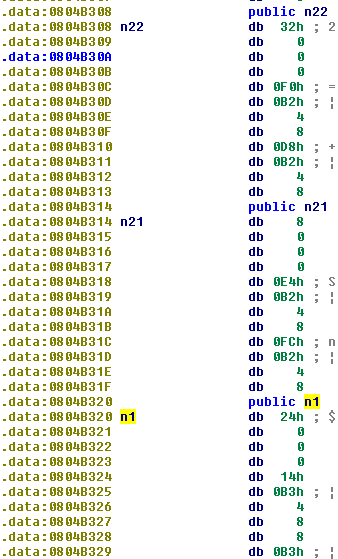 .data:0804B308 public n22
.data:0804B308 n22 db 32h ; 2
.data:0804B309 db 0
.data:0804B30A db 0
.data:0804B30B db 0
.data:0804B30C db 0F0h ; =
.data:0804B30D db 0B2h ; ¦
.data:0804B30E db 4
.data:0804B30F db 8
.data:0804B310 db 0D8h ; +
.data:0804B311 db 0B2h ; ¦
.data:0804B312 db 4
.data:0804B313 db 8
.data:0804B314 public n21
.data:0804B314 n21 db 8
.data:0804B315 db 0
.data:0804B316 db 0
.data:0804B317 db 0
.data:0804B318 db 0E4h ; S
.data:0804B319 db 0B2h ; ¦
.data:0804B31A db 4
.data:0804B31B db 8
.data:0804B31C db 0FCh ; n
.data:0804B31D db 0B2h ; ¦
.data:0804B31E db 4
.data:0804B31F db 8
.data:0804B320 public n1
.data:0804B320 n1 db 24h ; $
.data:0804B321 db 0
.data:0804B322 db 0
.data:0804B323 db 0
.data:0804B324 db 14h
.data:0804B325 db 0B3h ; ¦
.data:0804B326 db 4
.data:0804B327 db 8
.data:0804B328 db 8
.data:0804B329 db 0B3h ; ¦